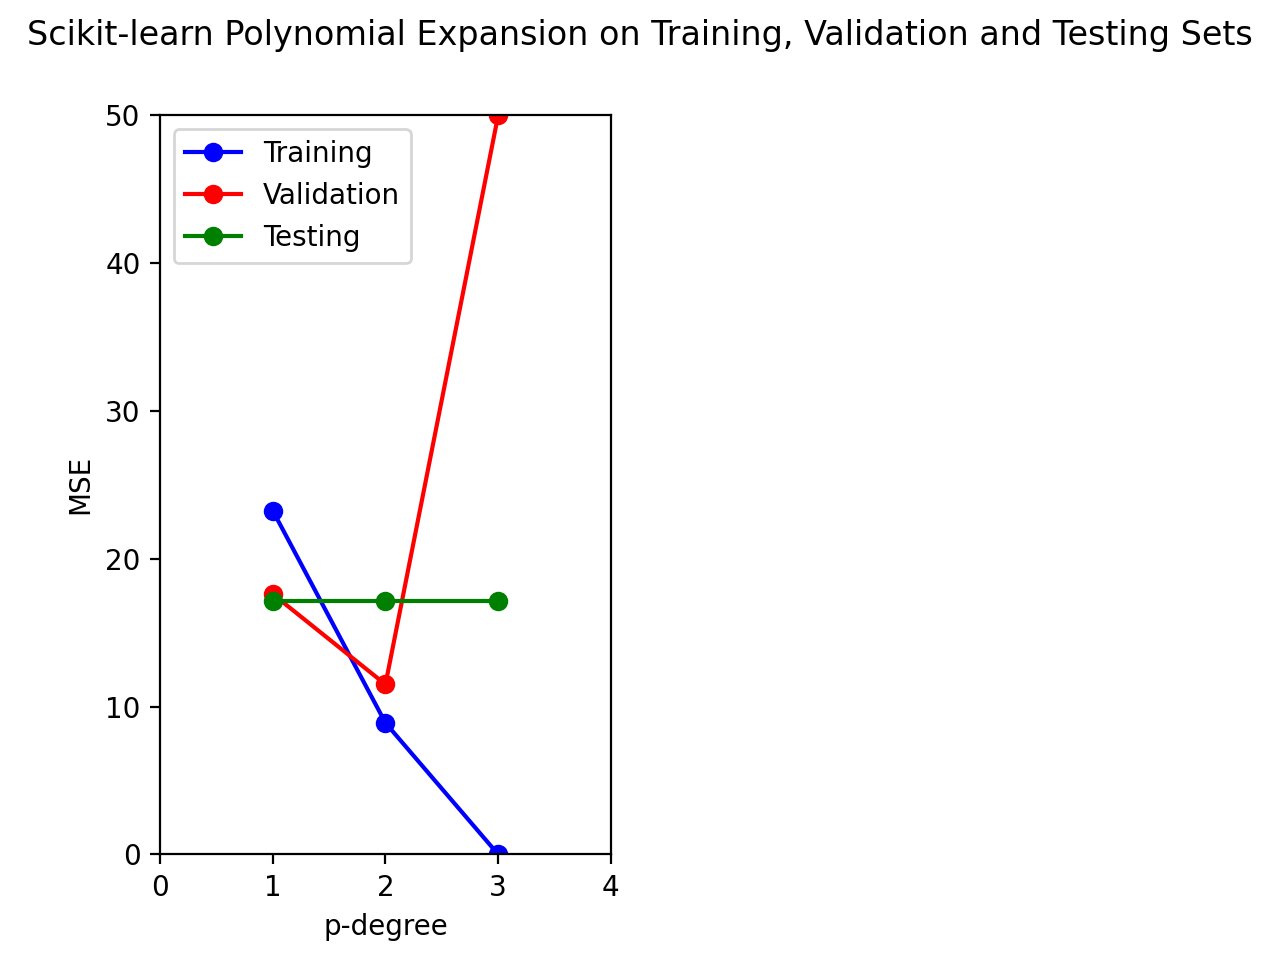 Scikit-learn Polynomial Expansion on Training, Validation and Testing Sets
50
Training
Validation
Testing
40
30
MSE
20
10
0
0 1 2 3 4
p-degree